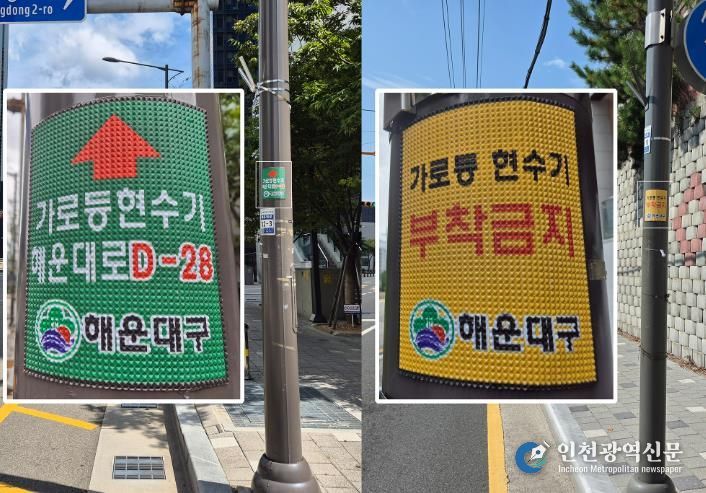 gdong 2-ro
가로등현수기
해운대로D-28
해운대구
가로등 현수기
부착금지
해운대구
인천광역신문
Incheon Metropolitan newspaper